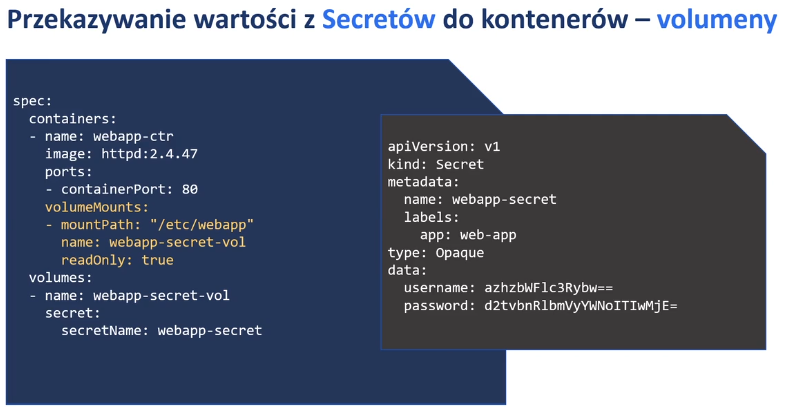 Przekazywanie wartości z Secretów do kontenerów – volumeny
spec:
  containers:
  - name: webapp-ctr
    image: httpd:2.4.47
    ports:
    - containerPort: 80
    volumeMounts:
    - mountPath: "/etc/webapp"
      name: webapp-secret-vol
      readOnly: true
  volumes:
  - name: webapp-secret-vol
    secret:
      secretName: webapp-secret
apiVersion: v1
kind: Secret
metadata:
  name: webapp-secret
  labels:
    app: web-app
type: Opaque
data:
  username: azhzbWFlc3Rybw==
  password: d2tvbnRlbmVyYWNoITIwMjE=